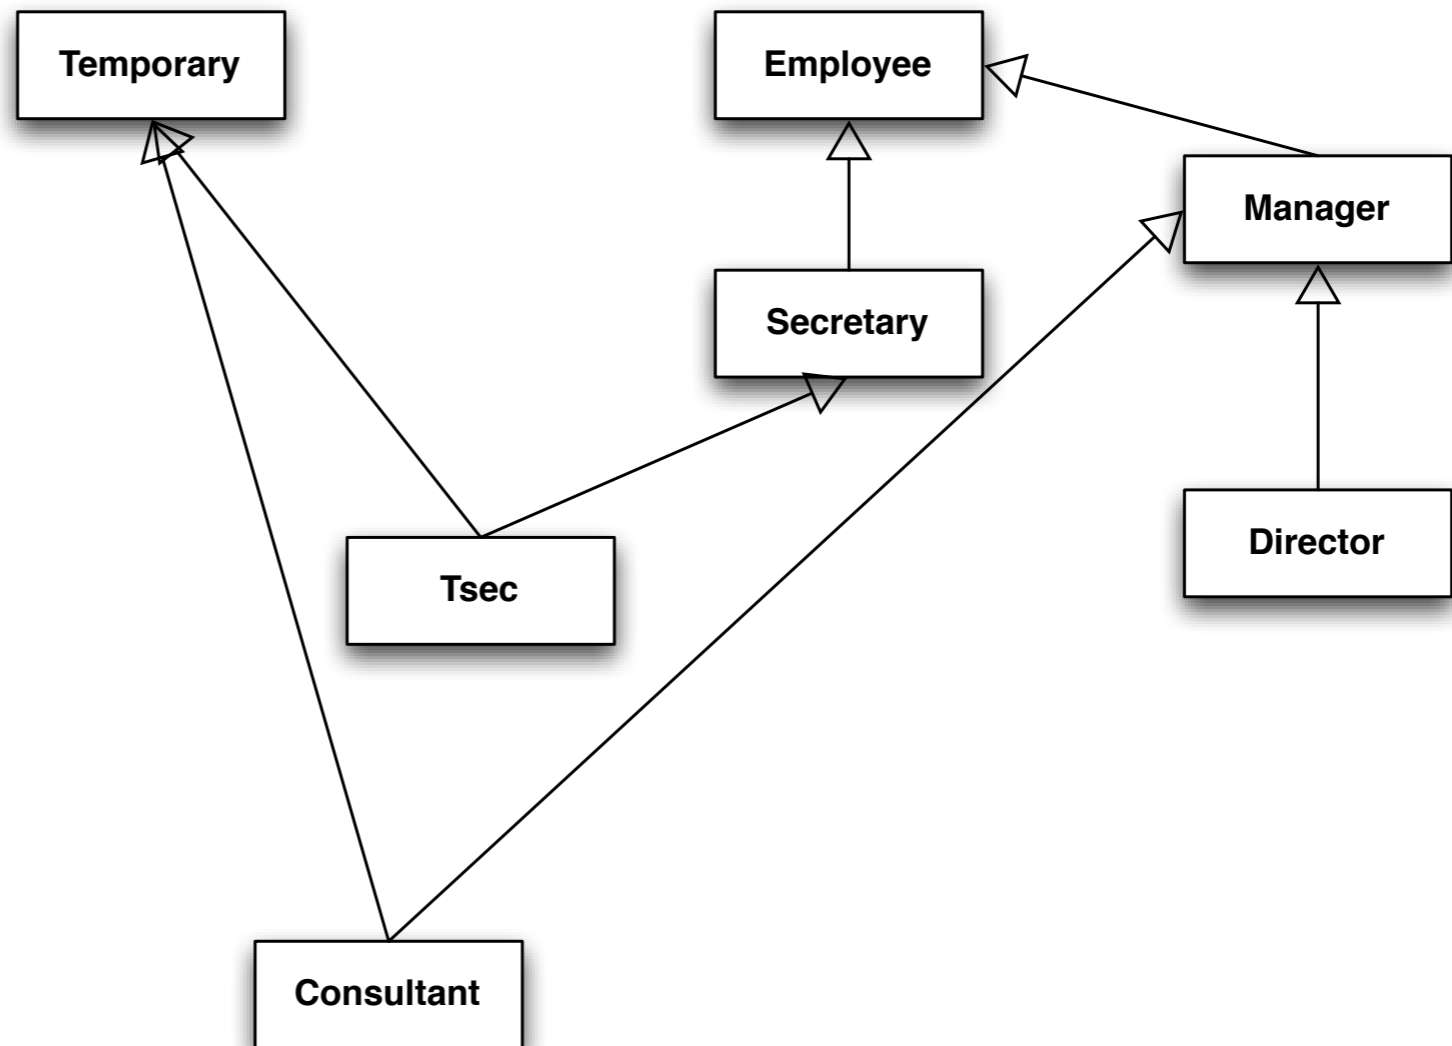 Temporary
Employee
Manager
Secretary
Director
Tsec
Consultant